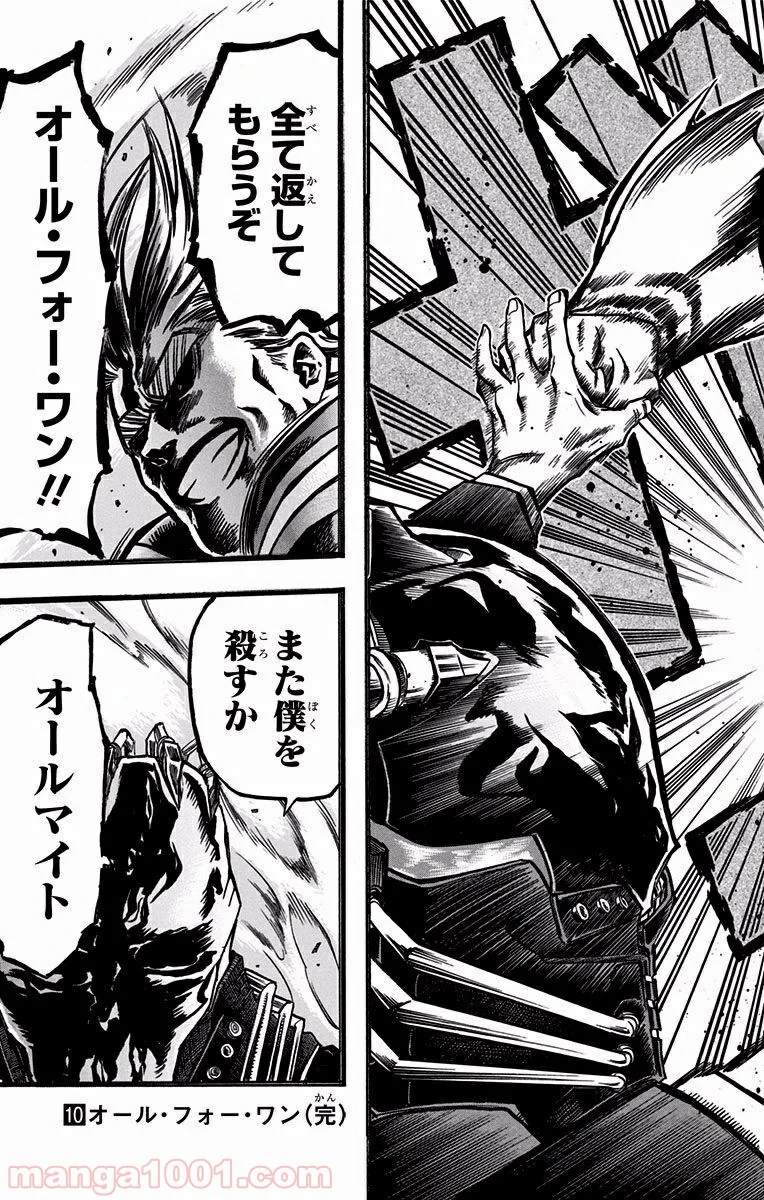 全て返して
もらうぞ
オール・フォー・ワン!!
また僕を
殺すか
オールマイト
10オール・フォー・ワン(完)
manga1001.com